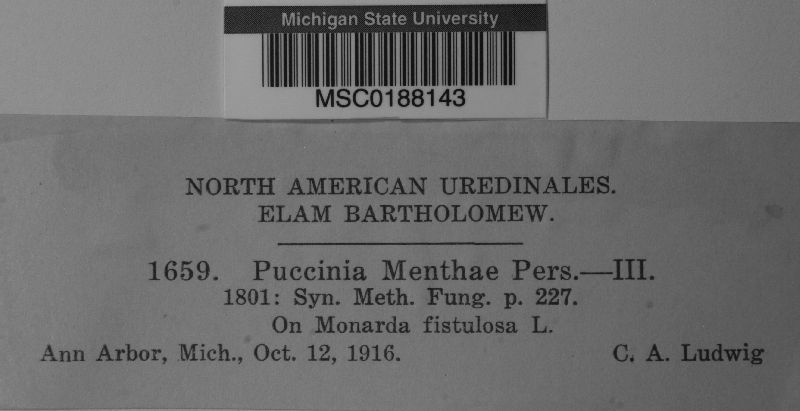 Michigan State University
MSC0188143
NORTH AMERICAN UREDINALES.
ELAM BARTHOLOMEW.
1659. Puccinia Menthae Pers.—III.
1801: Syn. Meth. Fung. p. 227.
On Monarda fistulosa L.
Ann Arbor, Mich., Oct. 12, 1916. C. A. Ludwig